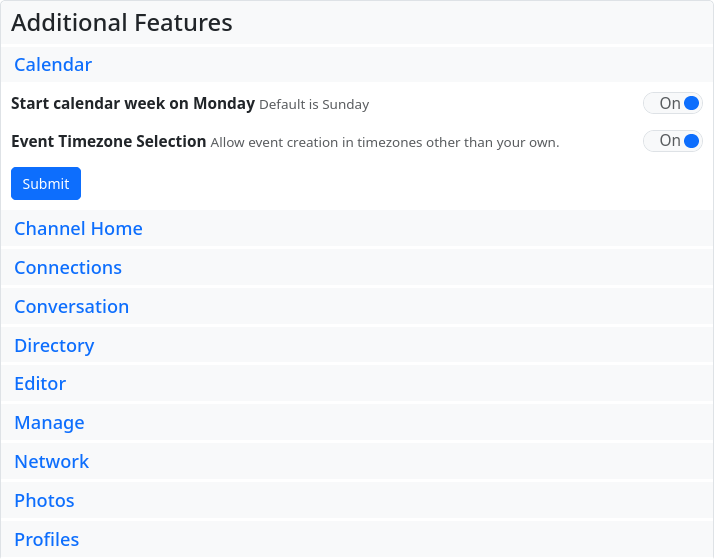 Additional Features
Calendar
Start calendar week on Monday Default is Sunday On
Event Timezone Selection Allow event creation in timezones other than your own. On
Submit
Channel Home
Connections
Conversation
Directory
Editor
Manage
Network
Photos
Profiles